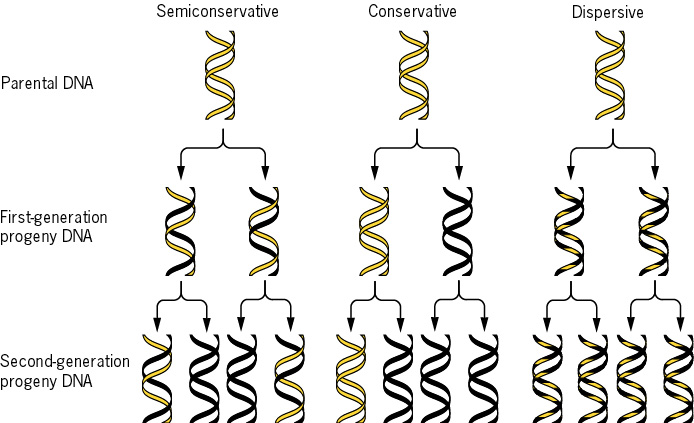 Semiconservative
Conservative
Dispersive
Parental DNA
First-generation
progeny DNA
Second-generation
progeny DNA